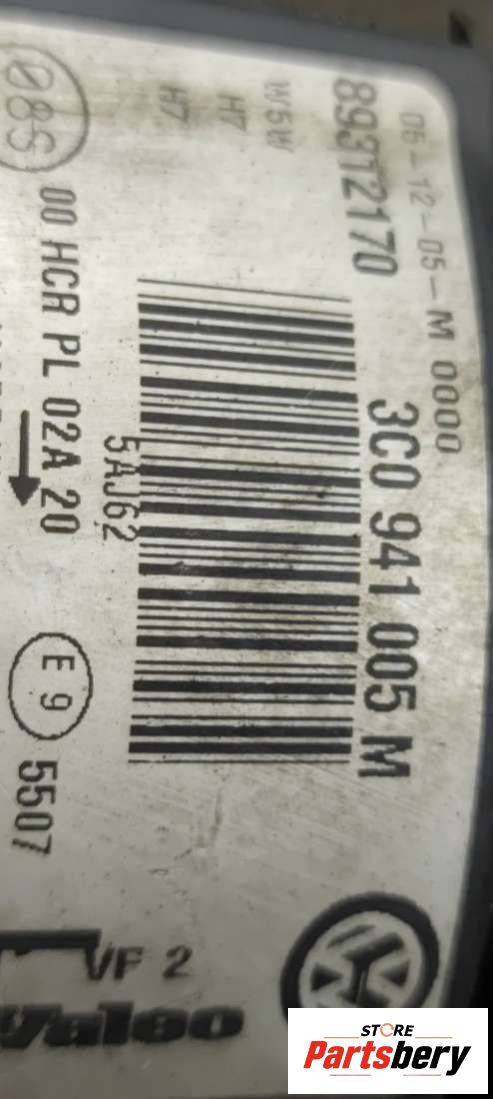 06-12-05-M 0000
89312170
3C0 941 005 M
W5W
H7
H7
5AJ62
08S
00 HCR PL 02A 20
E 9
5507
VF 2
Valeo
STORE
Partsbery